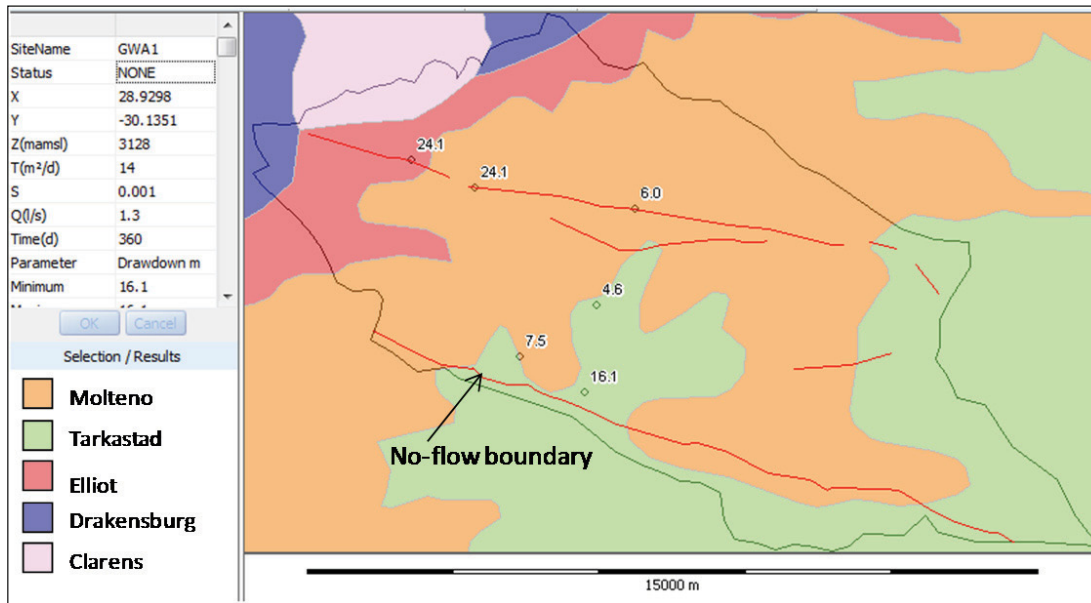 SiteName GWA1
Status NONE
X 28.9298
Y -30.1351
Z(mamsl) 3128
T(m²/d) 14
S 0.001
Q(l/s) 1.3
Time(d) 360
Parameter Drawdown m
Minimum 16.1
OK Cancel
Selection / Results
Molteno
Tarkastad
Elliot
Drakensburg
Clarens
24.1
24.1
6.0
4.6
7.5
16.1
No-flow boundary
15000 m